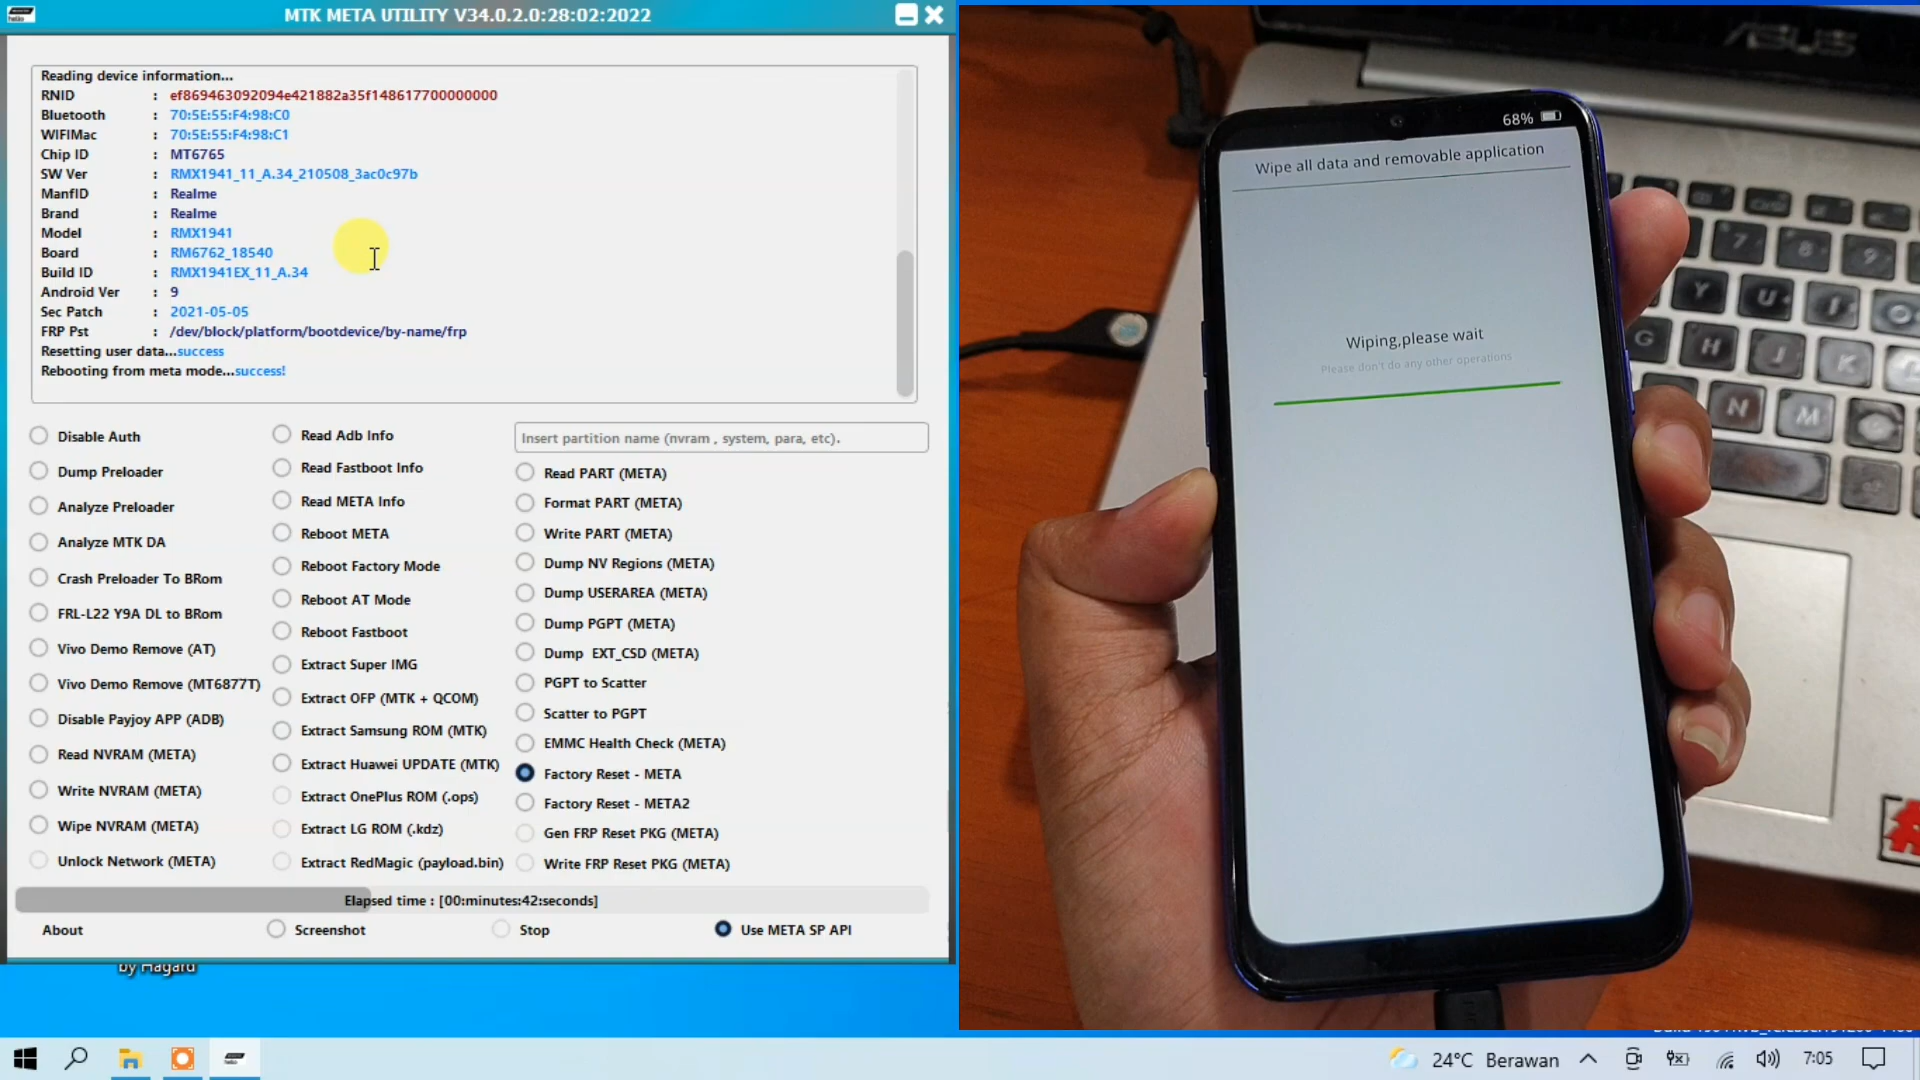 MTK META UTILITY V34.0.2.0:28:02:2022
Reading device information...
RNID : ef869463092094e421882a35f148617700000000
Bluetooth : 70:5E:55:F4:98:C0
WIFIMac : 70:5E:55:F4:98:C1
Chip ID : MT6765
SW Ver : RMX1941_11_A.34_210508_3ac0c97b
ManfID : Realme
Brand : Realme
Model : RMX1941
Board : RM6762_18540
Build ID : RMX1941EX_11_A.34
Android Ver : 9
Sec Patch : 2021-05-05
FRP Pst : /dev/block/platform/bootdevice/by-name/frp
Resetting user data...success
Rebooting from meta mode...success!
Disable Auth
Dump Preloader
Analyze Preloader
Analyze MTK DA
Crash Preloader To BRom
FRL-L22 Y9A DL to BRom
Vivo Demo Remove (AT)
Vivo Demo Remove (MT6877T)
Disable Payjoy APP (ADB)
Read NVRAM (META)
Write NVRAM (META)
Wipe NVRAM (META)
Unlock Network (META)
Read Adb Info
Read Fastboot Info
Read META Info
Reboot META
Reboot Factory Mode
Reboot AT Mode
Reboot Fastboot
Extract Super IMG
Extract OFP (MTK + QCOM)
Extract Samsung ROM (MTK)
Extract Huawei UPDATE (MTK)
Extract OnePlus ROM (.ops)
Extract LG ROM (.kdz)
Extract RedMagic (payload.bin)
Insert partition name (nvram , system, para, etc).
Read PART (META)
Format PART (META)
Write PART (META)
Dump NV Regions (META)
Dump USERAREA (META)
Dump PGPT (META)
Dump EXT_CSD (META)
PGPT to Scatter
Scatter to PGPT
EMMC Health Check (META)
Factory Reset - META
Factory Reset - META2
Gen FRP Reset PKG (META)
Write FRP Reset PKG (META)
Elapsed time : [00:minutes:42:seconds]
About
Screenshot
Stop
Use META SP API
by Hagard
ASUS
68%
Wipe all data and removable application
Wiping,please wait
Please don't do any other operations
7
8
9
Y
U
I
O
G
H
J
K
L
N
M
24°C Berawan
7:05